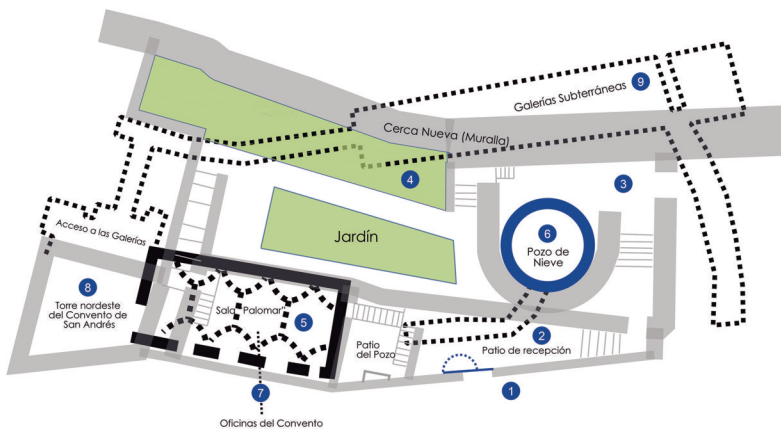 9
Galerías Subterráneas
Cerca Nueva (Muralla)
4
3
Acceso a las Galerías
Jardín
6
Pozo de
Nieve
8
Torre nordeste
del Convento de
San Andrés
Sala "Palomar"
5
Patio
del Pozo
2
Patio de recepción
7
1
Oficinas del Convento